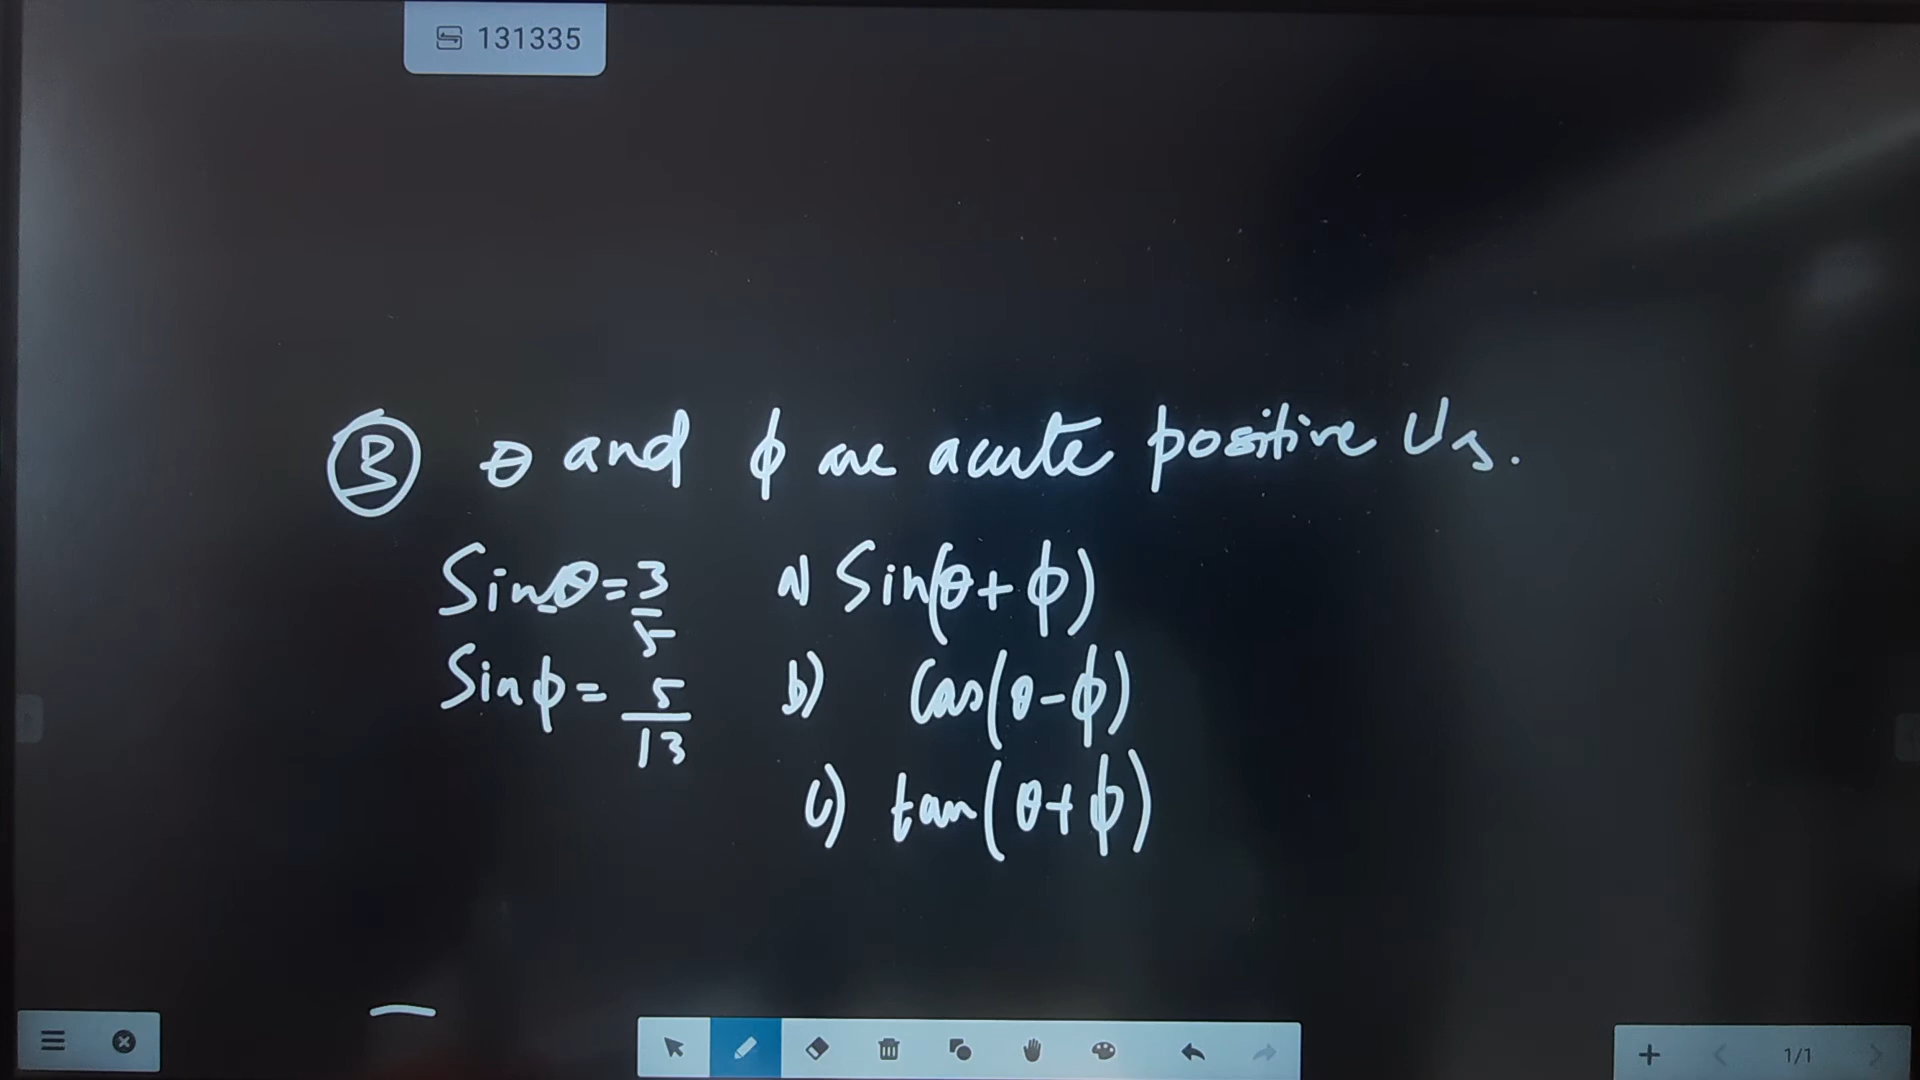 131335
③ θ and ϕ are acute positive
Sinθ = 3/5 a) Sin(θ + ϕ)
Sinϕ = 5/13 b) Cos(θ - ϕ)
c) tan(θ + ϕ)
1/1